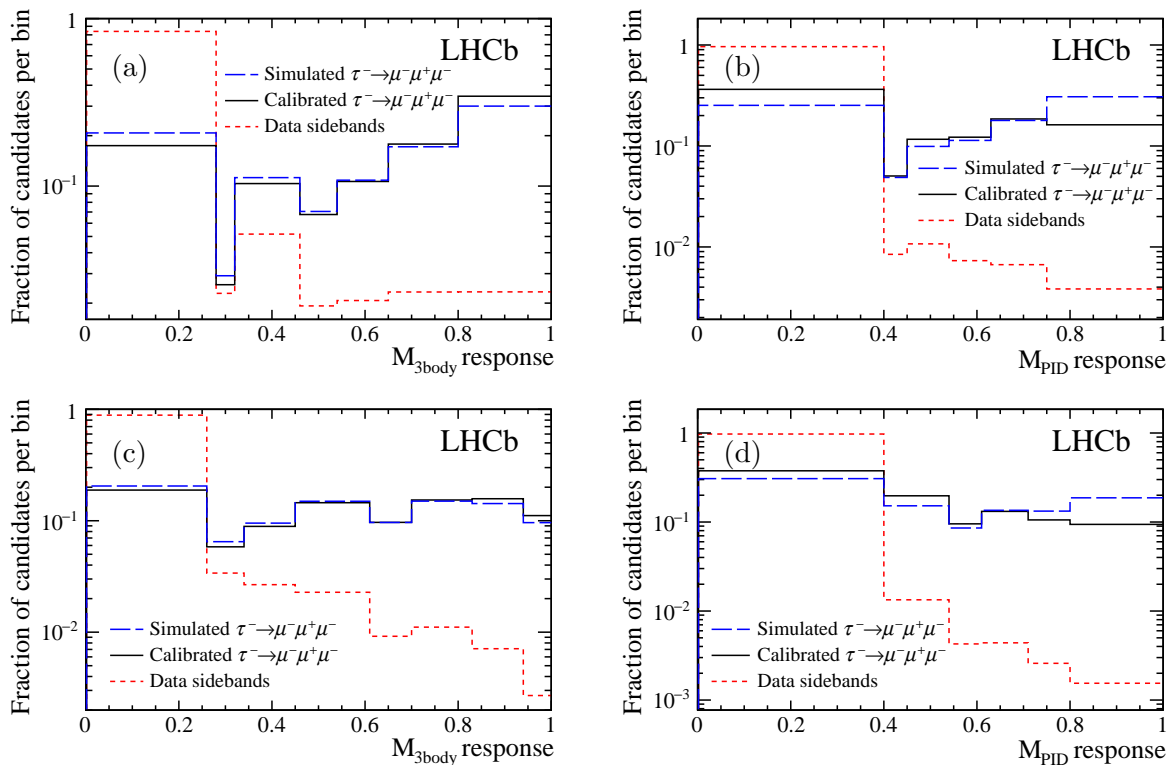 Fraction of candidates per bin
1
10⁻¹
(a)
LHCb
Simulated τ⁻→μ⁻μ⁺μ⁻
Calibrated τ⁻→μ⁻μ⁺μ⁻
Data sidebands
0 0.2 0.4 0.6 0.8 1
M3body response
Fraction of candidates per bin
1
10⁻¹
10⁻²
(b)
LHCb
Simulated τ⁻→μ⁻μ⁺μ⁻
Calibrated τ⁻→μ⁻μ⁺μ⁻
Data sidebands
0 0.2 0.4 0.6 0.8 1
MPID response
Fraction of candidates per bin
1
10⁻¹
10⁻²
(c)
LHCb
Simulated τ⁻→μ⁻μ⁺μ⁻
Calibrated τ⁻→μ⁻μ⁺μ⁻
Data sidebands
0 0.2 0.4 0.6 0.8 1
M3body response
Fraction of candidates per bin
1
10⁻¹
10⁻²
10⁻³
(d)
LHCb
Simulated τ⁻→μ⁻μ⁺μ⁻
Calibrated τ⁻→μ⁻μ⁺μ⁻
Data sidebands
0 0.2 0.4 0.6 0.8 1
MPID response